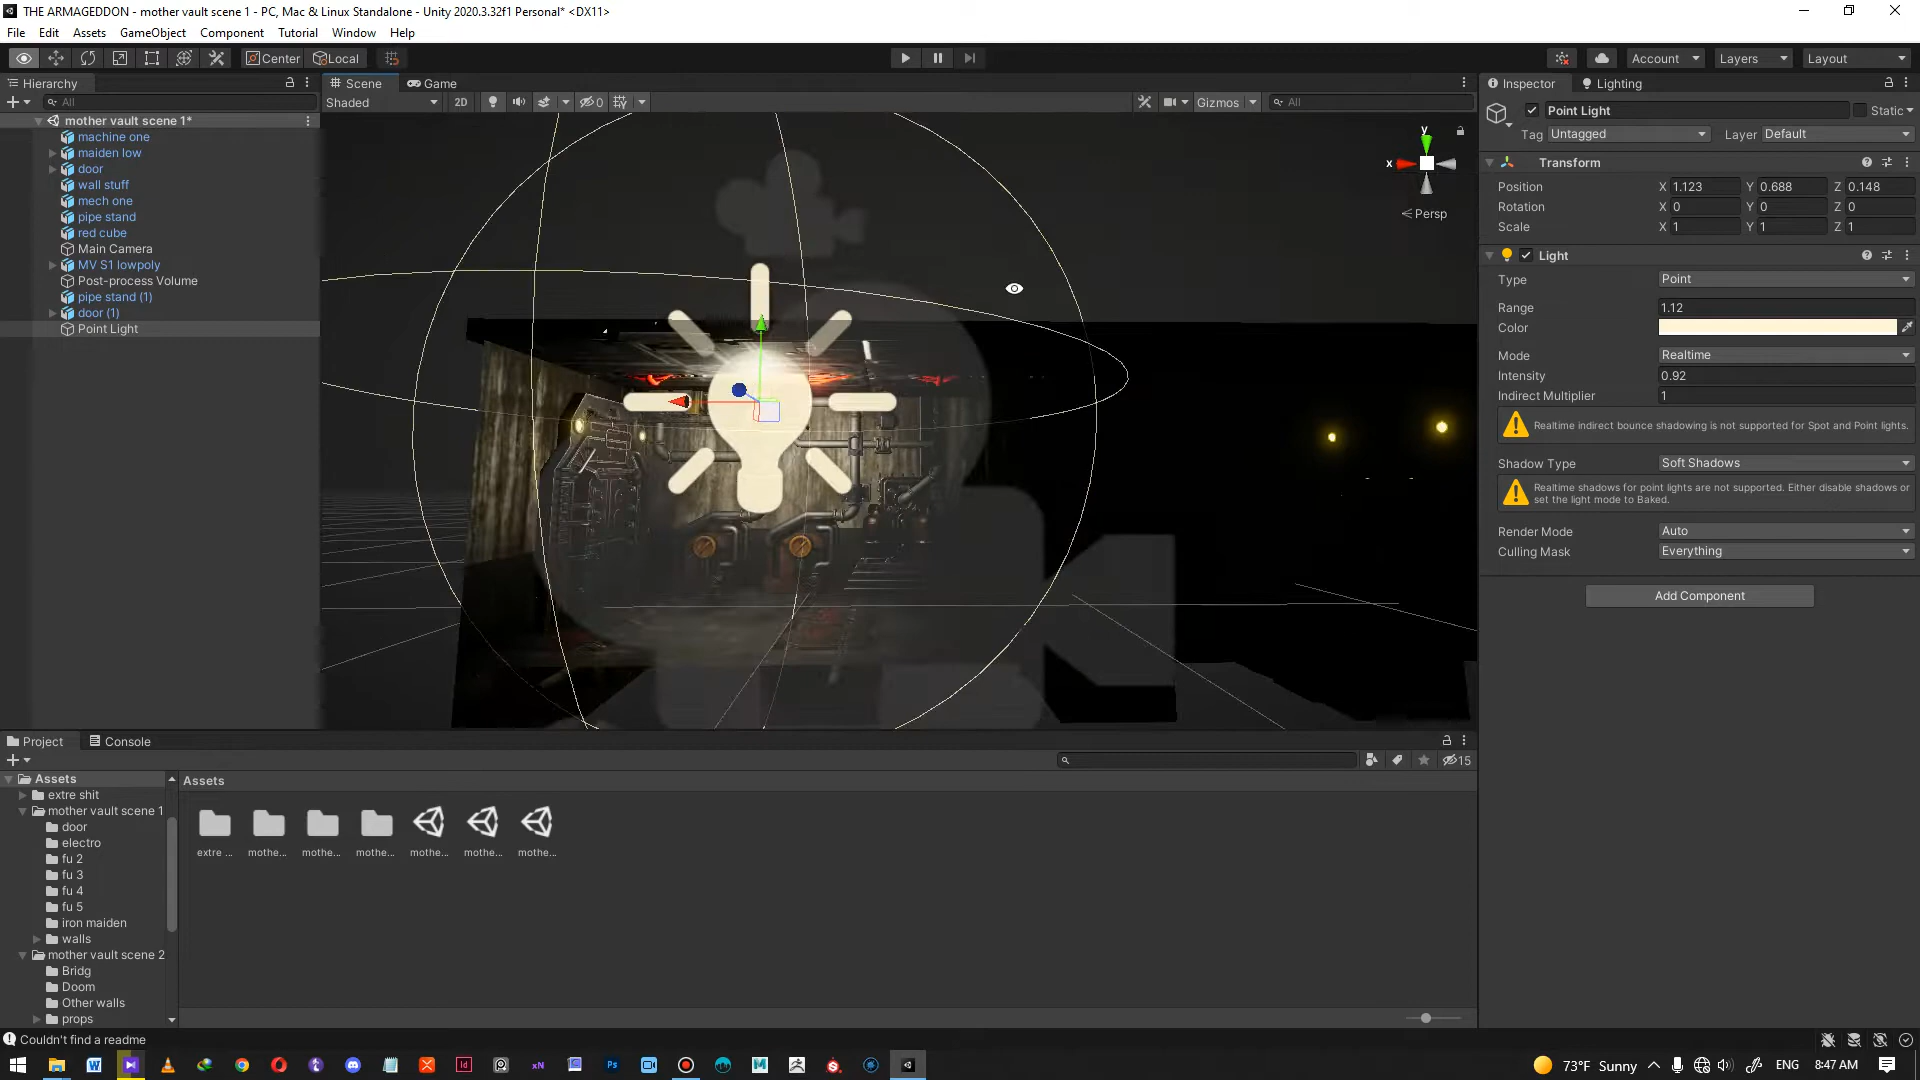 THE ARMAGEDDON - mother vault scene 1 - PC, Mac & Linux Standalone - Unity 2020.3.32f1 Personal* <DX11>
File Edit Assets GameObject Component Tutorial Window Help
Center Local Account Layers Layout
Hierarchy Scene Game Inspector Lighting
All Shaded 2D 0 Gizmos All
Point Light Static
Tag Untagged Layer Default
mother vault scene 1*
machine one
maiden low
door
wall stuff
mech one
pipe stand
red cube
Main Camera
MV S1 lowpoly
Post-process Volume
pipe stand (1)
door (1)
Point Light
y
x
Persp
Transform
Position X 1.123 Y 0.688 Z 0.148
Rotation X 0 Y 0 Z 0
Scale X 1 Y 1 Z 1
Light
Type Point
Range 1.12
Color
Mode Realtime
Intensity 0.92
Indirect Multiplier 1
Realtime indirect bounce shadowing is not supported for Spot and Point lights.
Shadow Type Soft Shadows
Realtime shadows for point lights are not supported. Either disable shadows or
set the light mode to Baked.
Render Mode Auto
Culling Mask Everything
Add Component
Project Console
15
Assets
extre shit
mother vault scene 1
door
electro
fu 2
fu 3
fu 4
fu 5
iron maiden
walls
mother vault scene 2
Bridg
Doom
Other walls
props
Assets
extre ... mothe... mothe... mothe... mothe... mothe... mothe...
Couldn't find a readme
73°F Sunny ENG 8:47 AM